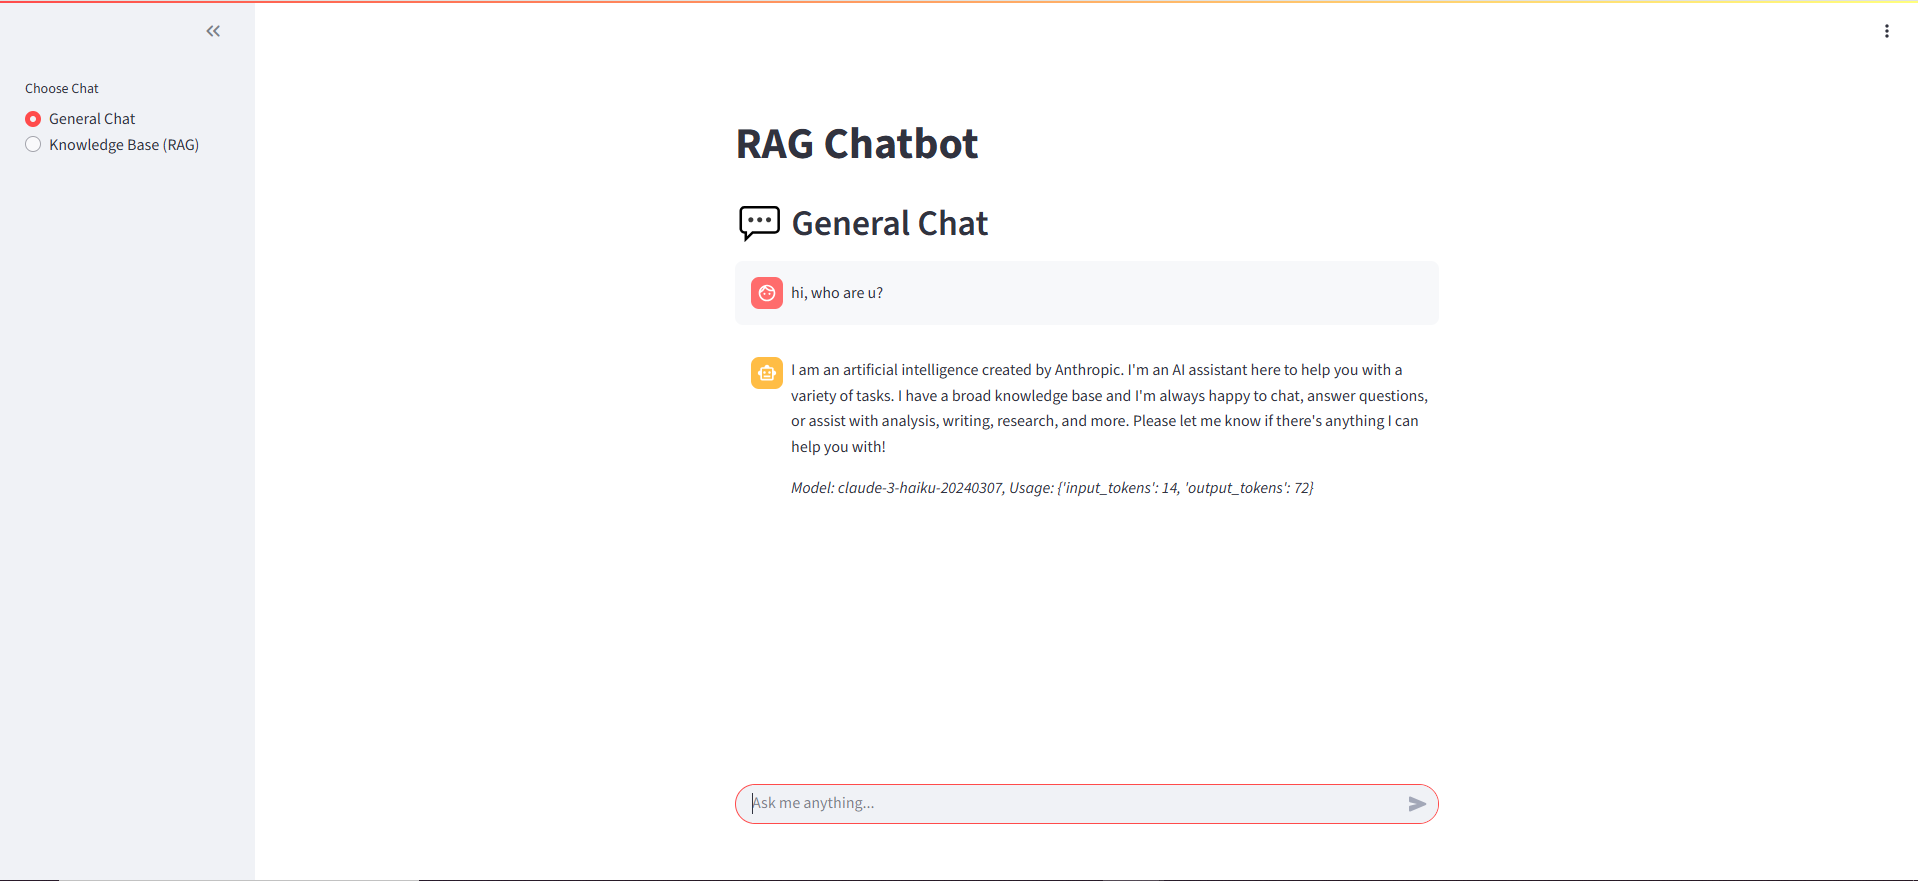 Choose Chat
General Chat
Knowledge Base (RAG)
RAG Chatbot
General Chat
hi, who are u?
I am an artificial intelligence created by Anthropic. I'm an AI assistant here to help you with a
variety of tasks. I have a broad knowledge base and I'm always happy to chat, answer questions,
or assist with analysis, writing, research, and more. Please let me know if there's anything I can
help you with!
Model: claude-3-haiku-20240307, Usage: {'input_tokens': 14, 'output_tokens': 72}
Ask me anything...